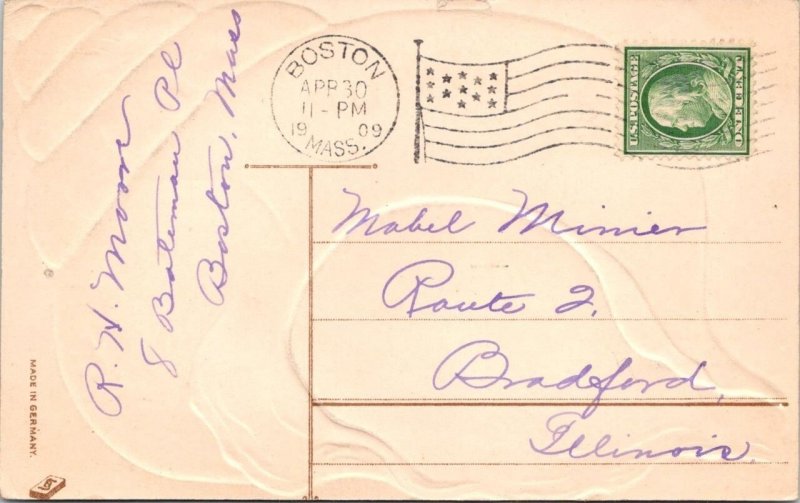 R. H. Moore
8 Bateman Pl
Boston, Mass
BOSTON
APR 30
11 - PM
19 09
MASS.
U.S. POSTAGE
ONE CENT
Mabel Minier
Route 2.
Bradford,
Illinois.
MADE IN GERMANY.